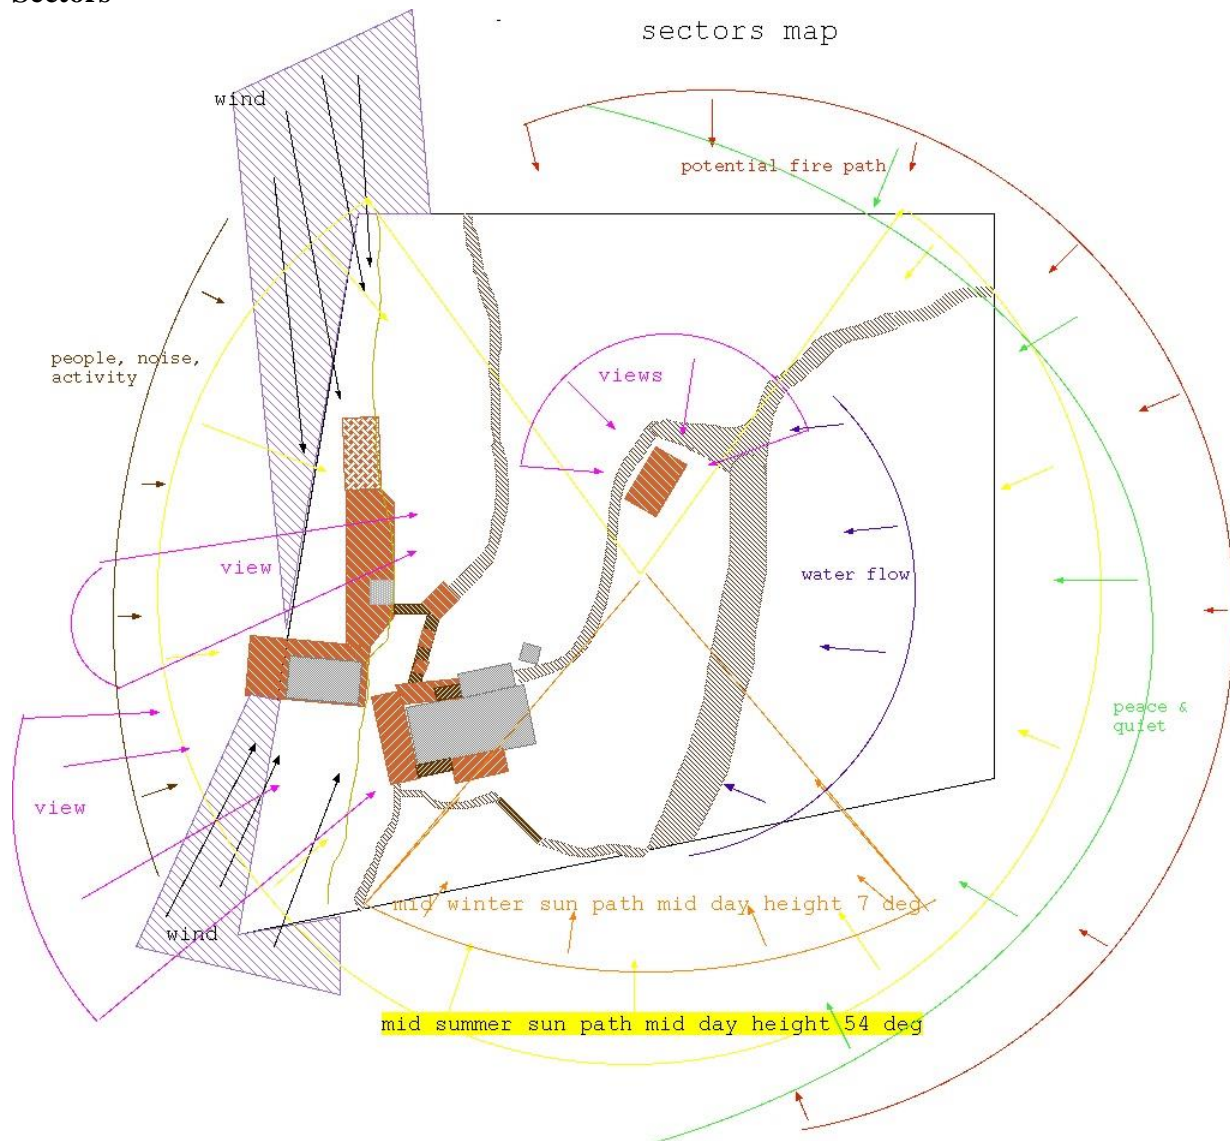 Sectors
sectors map
wind
potential fire path
people, noise,
activity
views
view
water flow
peace &
quiet
view
mid winter sun path mid day height 7 deg
wind
mid summer sun path mid day height 54 deg